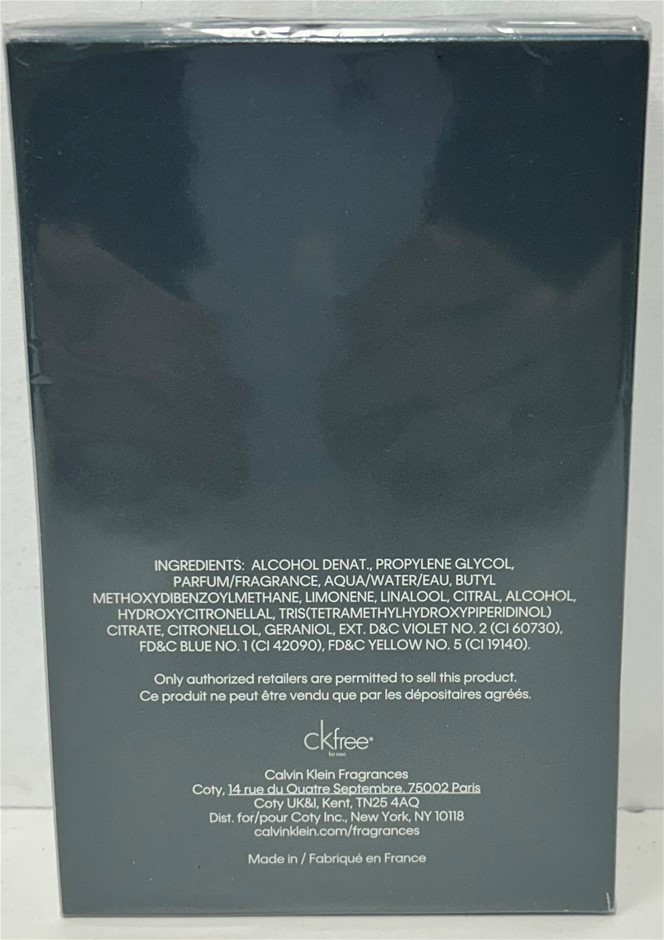 INGREDIENTS: ALCOHOL DENAT., PROPYLENE GLYCOL,
PARFUM/FRAGRANCE, AQUA/WATER/EAU, BUTYL
METHOXYDIBENZOYLMETHANE, LIMONENE, LINALOOL, CITRAL, ALCOHOL,
HYDROXYCITRONELLAL, TRIS(TETRAMETHYLHYDROXYPIPERIDINOL)
CITRATE, CITRONELLOL, GERANIOL, EXT. D&C VIOLET NO. 2 (CI 60730),
FD&C BLUE NO. 1 (CI 42090), FD&C YELLOW NO. 5 (CI 19140).
Only authorized retailers are permitted to sell this product.
Ce produit ne peut être vendu que par les dépositaires agréés.
ckfree®
for men
Calvin Klein Fragrances
Coty, 14 rue du Quatre Septembre, 75002 Paris
Coty UK&I, Kent, TN25 4AQ
Dist. for/pour Coty Inc., New York, NY 10118
calvinklein.com/fragrances
Made in / Fabriqué en France